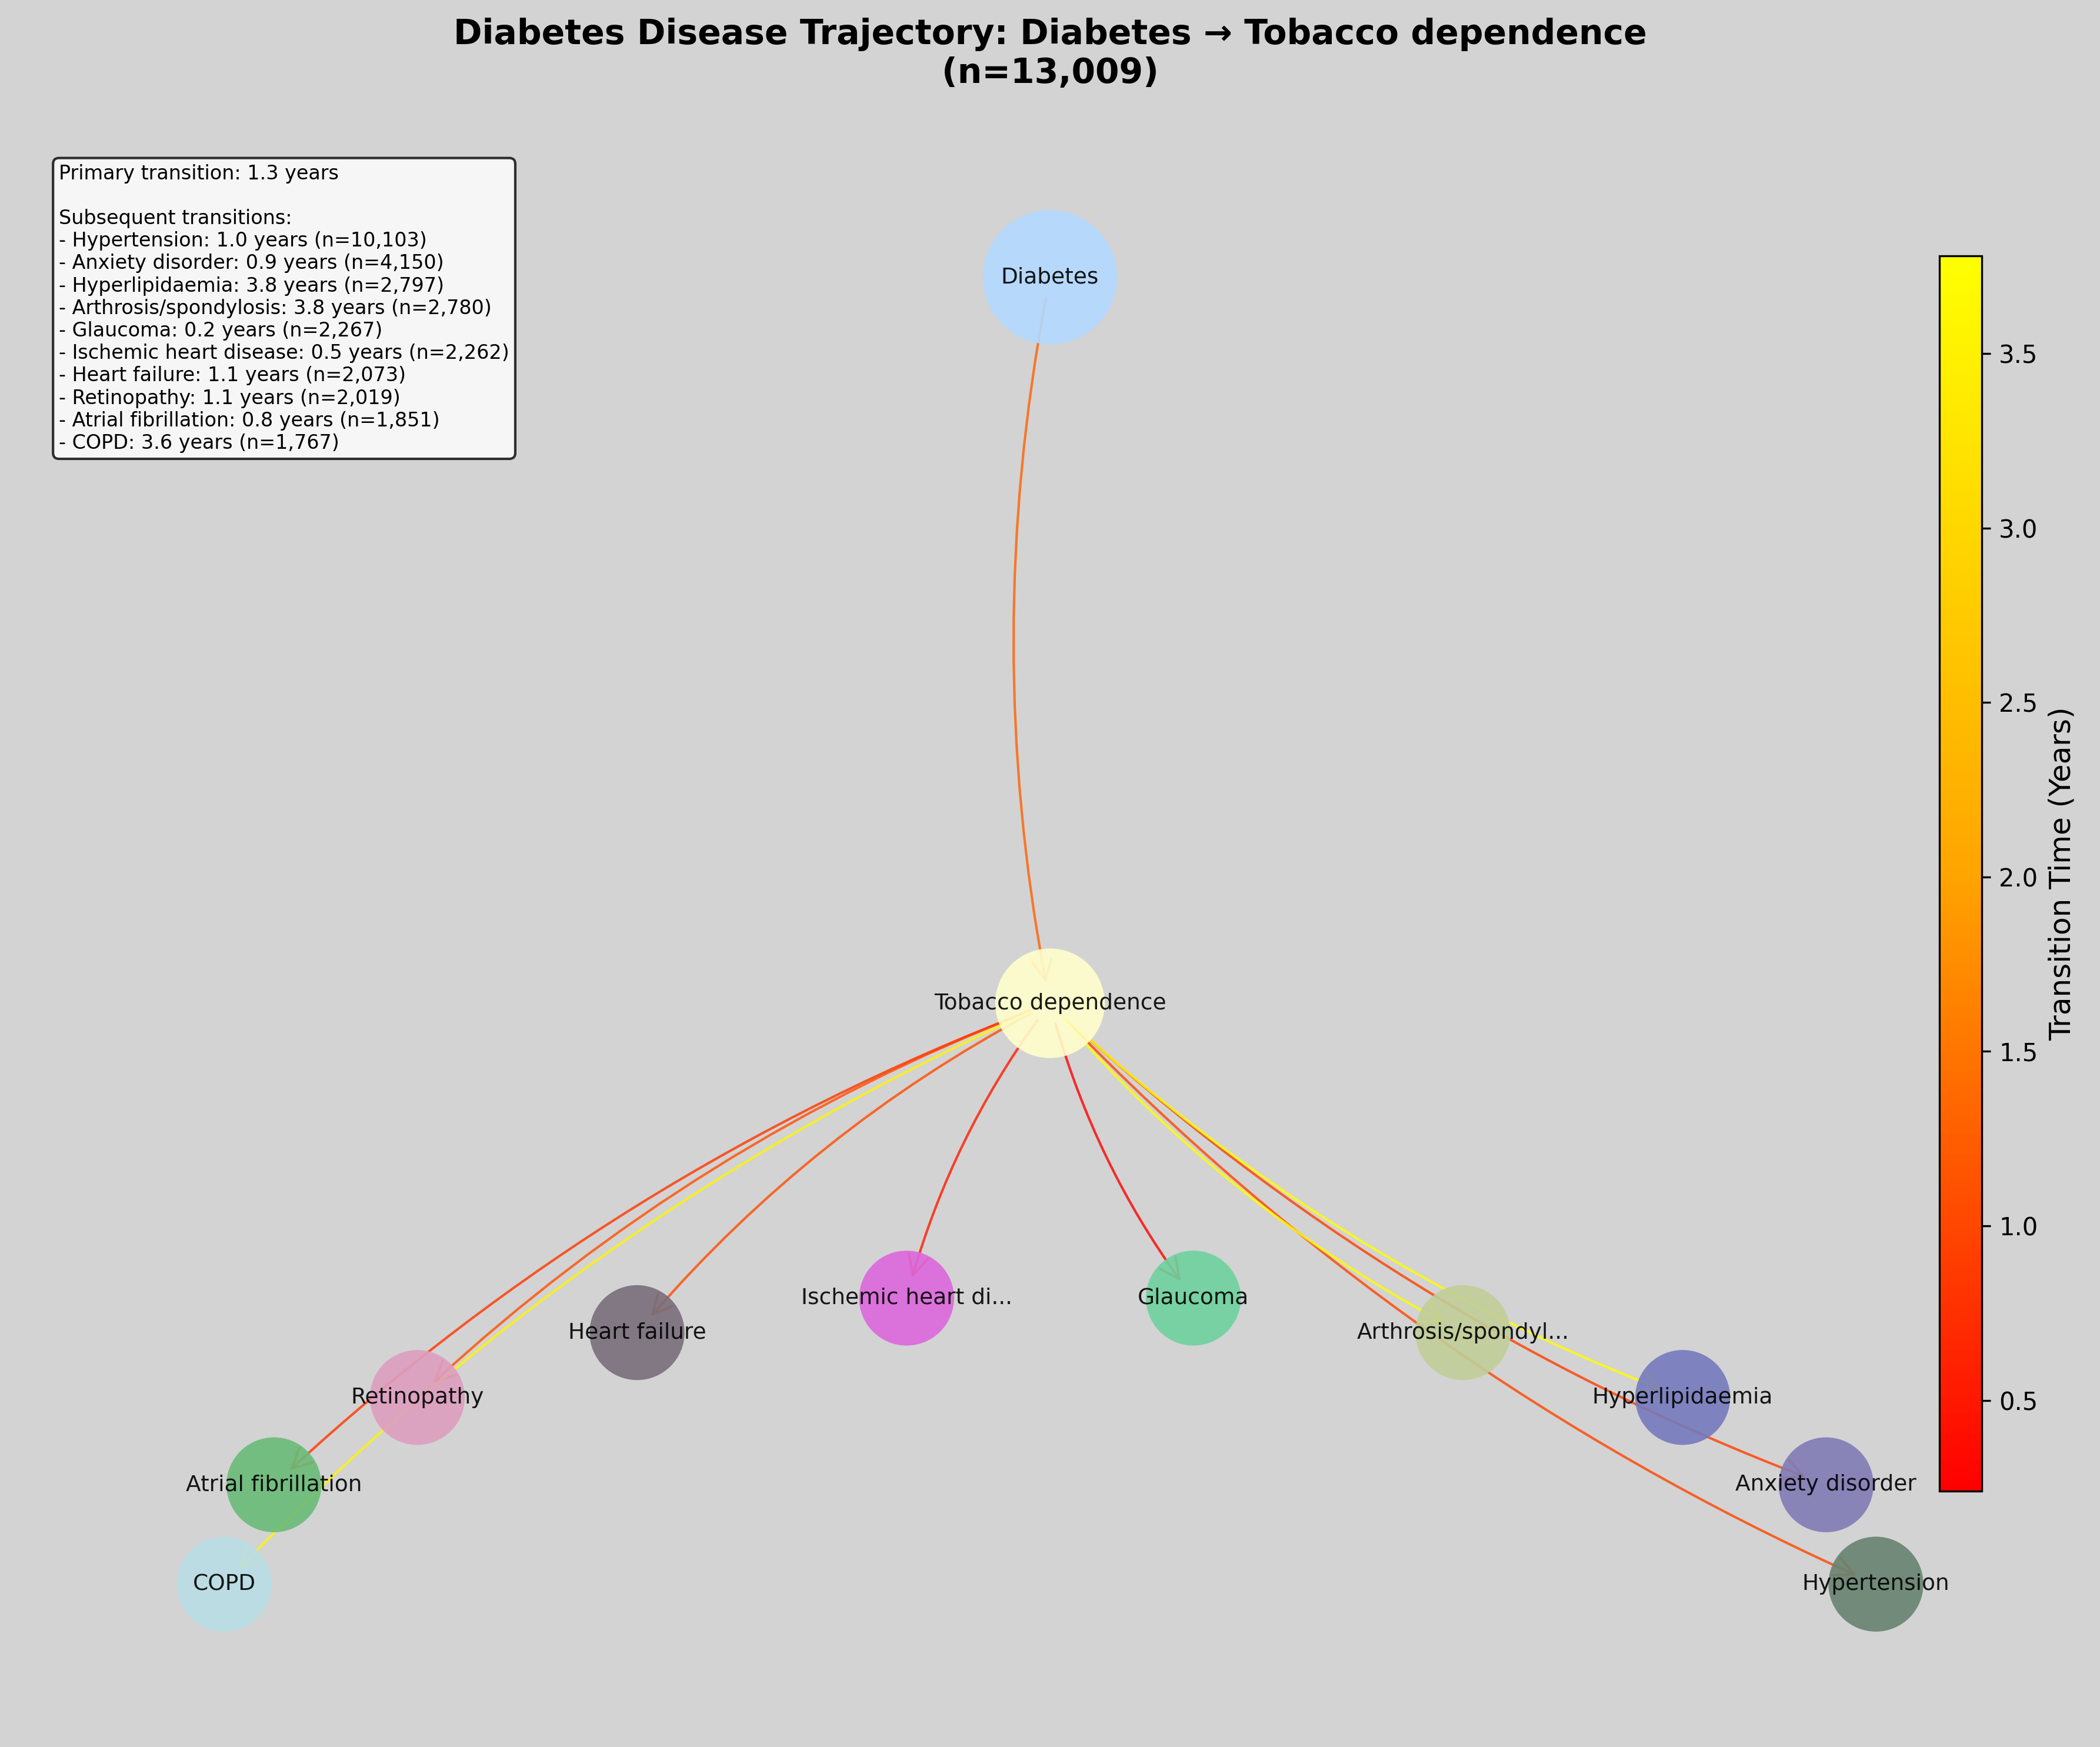 Diabetes Disease Trajectory: Diabetes → Tobacco dependence
(n=13,009)
Primary transition: 1.3 years
Subsequent transitions:
- Hypertension: 1.0 years (n=10,103)
- Anxiety disorder: 0.9 years (n=4,150)
- Hyperlipidaemia: 3.8 years (n=2,797)
- Arthrosis/spondylosis: 3.8 years (n=2,780)
- Glaucoma: 0.2 years (n=2,267)
- Ischemic heart disease: 0.5 years (n=2,262)
- Heart failure: 1.1 years (n=2,073)
- Retinopathy: 1.1 years (n=2,019)
- Atrial fibrillation: 0.8 years (n=1,851)
- COPD: 3.6 years (n=1,767)
Diabetes
Tobacco dependence
Ischemic heart di...
Glaucoma
Heart failure
Arthrosis/spondyl...
Retinopathy
Hyperlipidaemia
Atrial fibrillation
Anxiety disorder
COPD
Hypertension
3.5
3.0
2.5
2.0
1.5
1.0
0.5
Transition Time (Years)